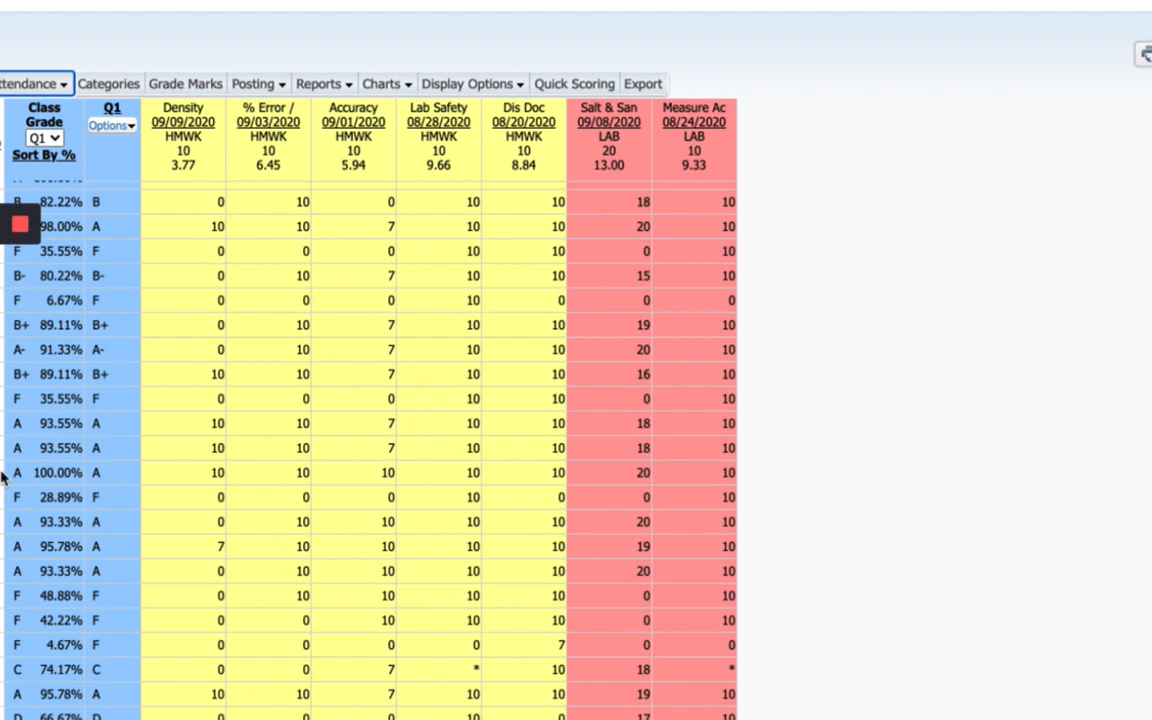 ttendance Categories Grade Marks Posting Reports Charts Display Options Quick Scoring Export
Class Grade Q1 Sort By %
Q1 Options
Density 09/09/2020 HMWK 10 3.77
% Error / 09/03/2020 HMWK 10 6.45
Accuracy 09/01/2020 HMWK 10 5.94
Lab Safety 08/28/2020 HMWK 10 9.66
Dis Doc 08/20/2020 HMWK 10 8.84
Salt & San 09/08/2020 LAB 20 13.00
Measure Ac 08/24/2020 LAB 10 9.33
B 82.22% B 0 10 0 10 10 18 10
98.00% A 10 10 7 10 10 20 10
F 35.55% F 0 0 0 10 10 0 10
B- 80.22% B- 0 10 7 10 10 15 10
F 6.67% F 0 0 0 10 0 0 0
B+ 89.11% B+ 0 10 7 10 10 19 10
A- 91.33% A- 0 10 7 10 10 20 10
B+ 89.11% B+ 10 10 7 10 10 16 10
F 35.55% F 0 0 0 10 10 0 10
A 93.55% A 10 10 7 10 10 18 10
A 93.55% A 10 10 7 10 10 18 10
A 100.00% A 10 10 10 10 10 20 10
F 28.89% F 0 0 0 10 0 0 10
A 93.33% A 0 10 10 10 10 20 10
A 95.78% A 7 10 10 10 10 19 10
A 93.33% A 0 10 10 10 10 20 10
F 48.88% F 0 10 10 10 10 0 10
F 42.22% F 0 0 10 10 10 0 10
F 4.67% F 0 0 0 0 7 0 0
C 74.17% C 0 0 7 * 10 18 *
A 95.78% A 10 10 7 10 10 19 10
D 66.67% D 0 0 0 10 0 17 10